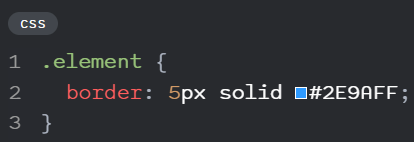 css
1 .element {
2   border: 5px solid #2E9AFF;
3 }